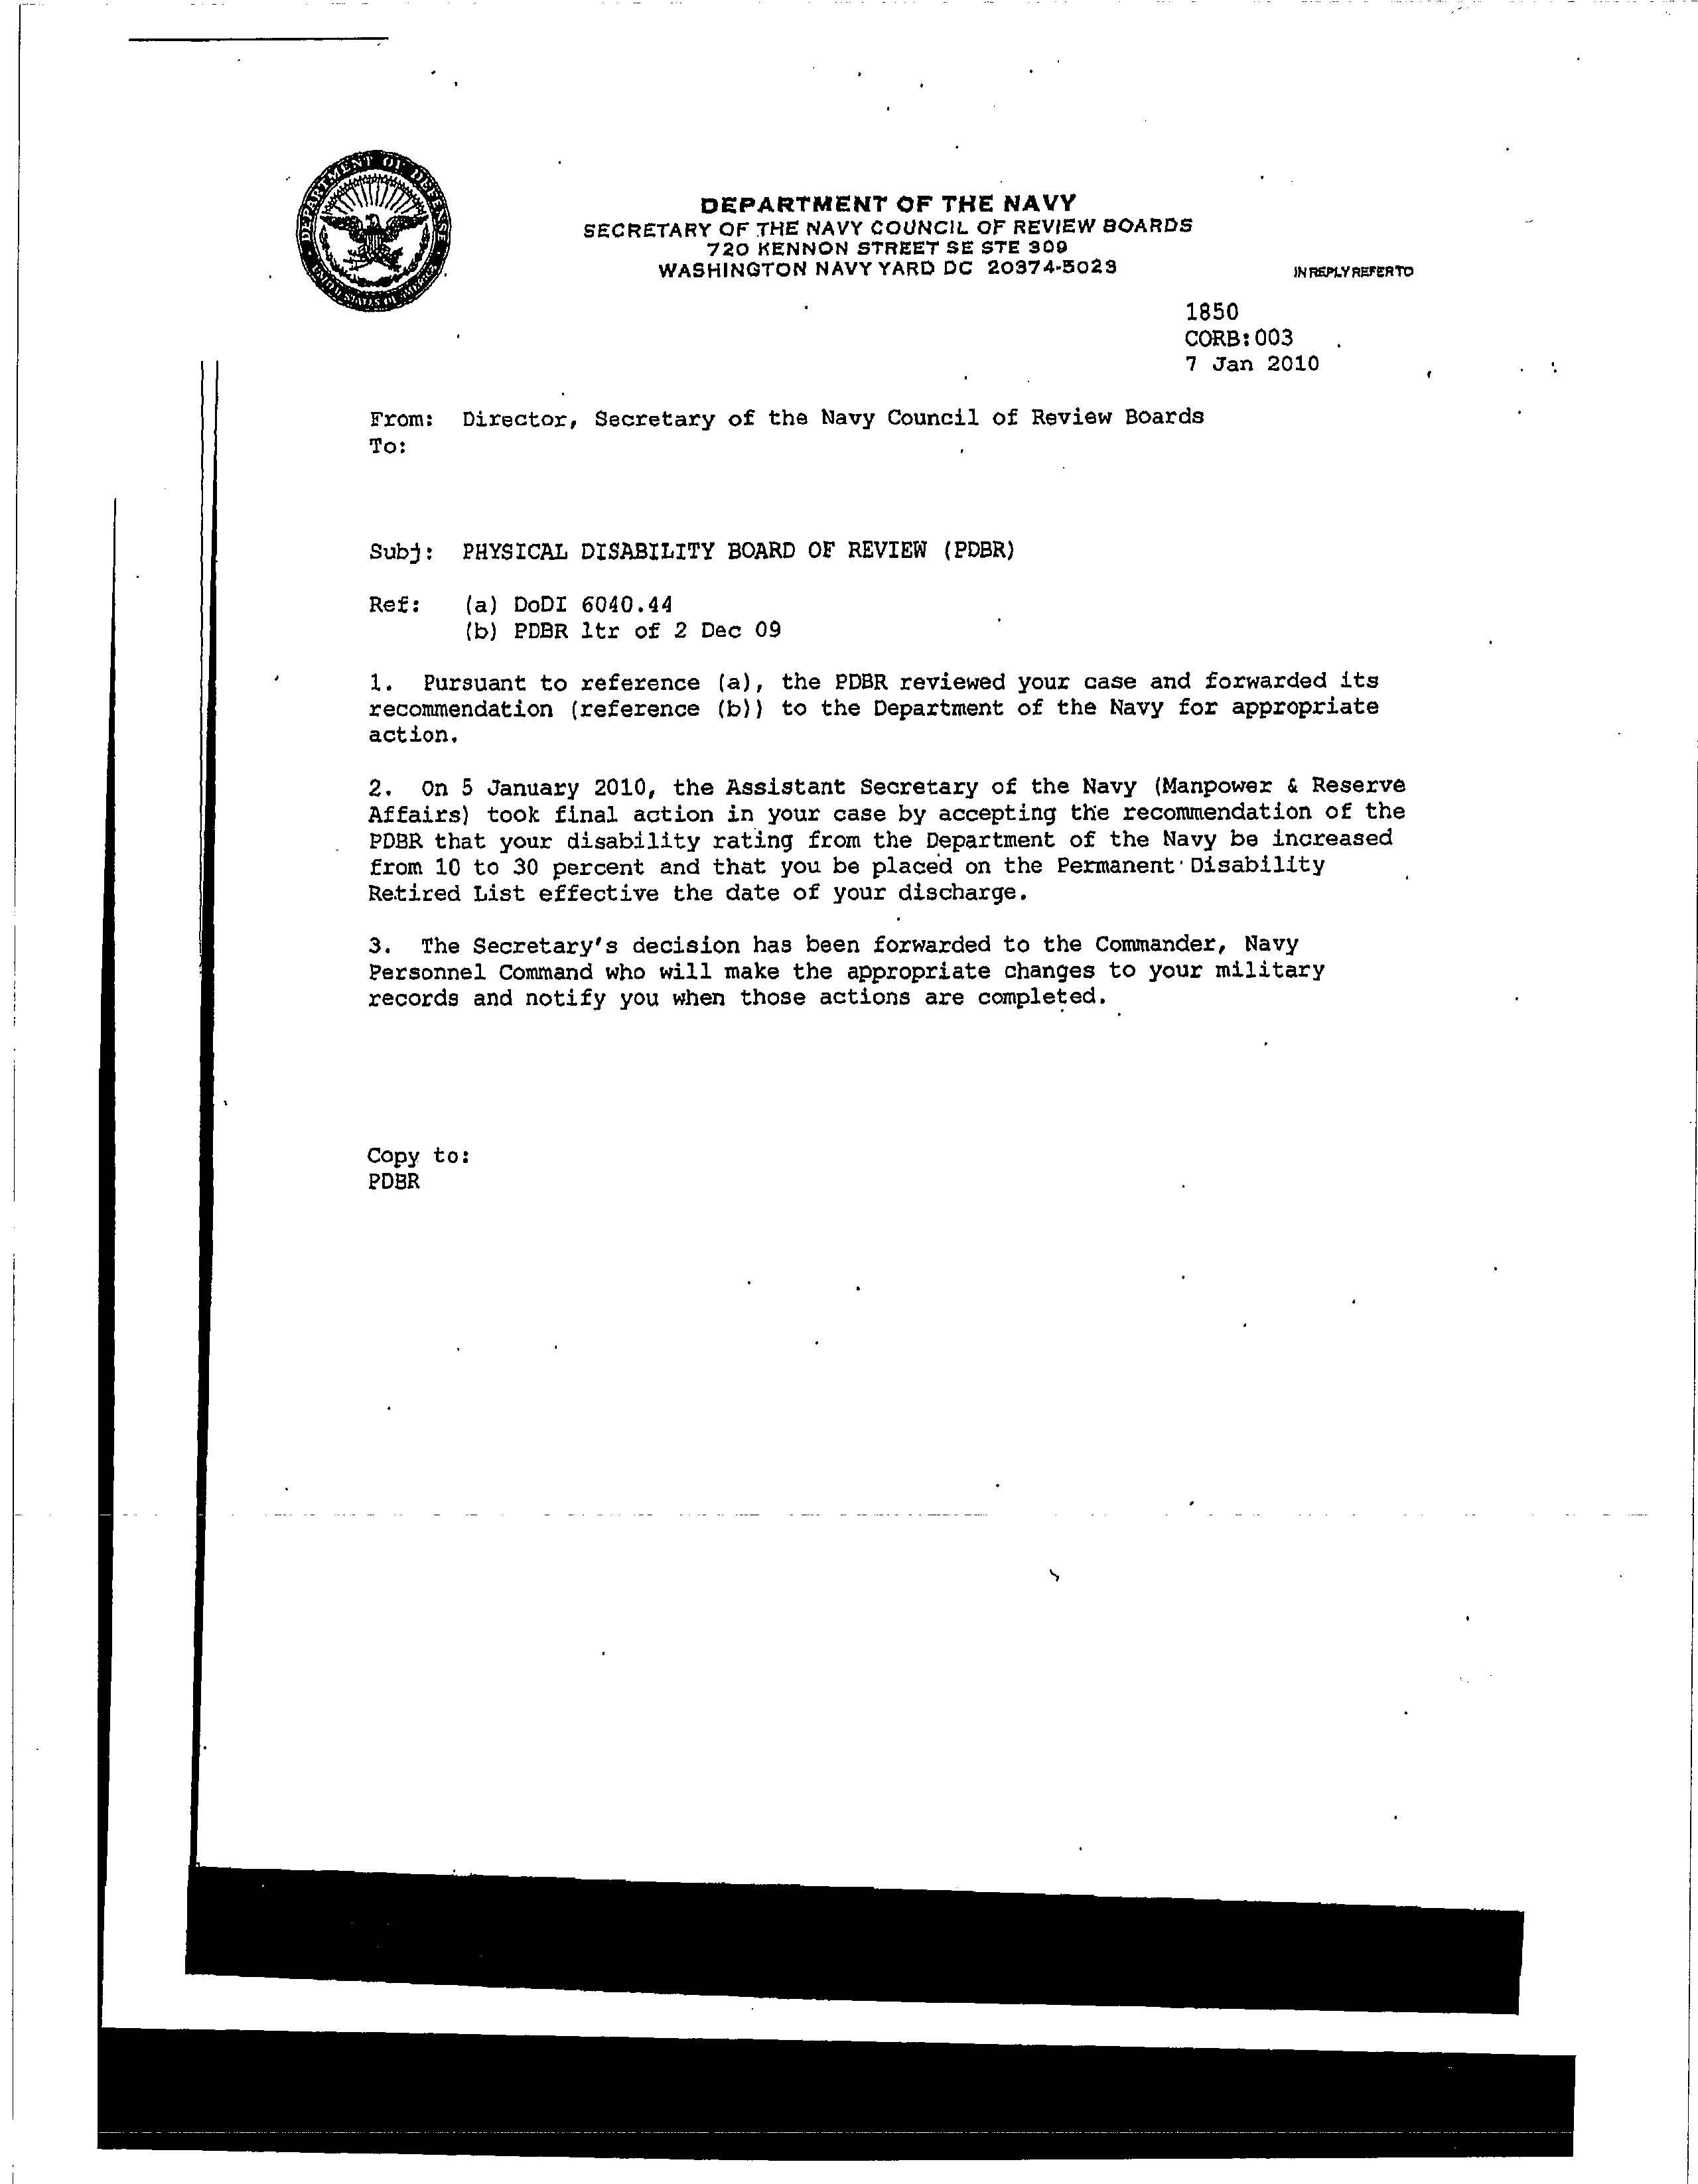 DEPARTMENT OF DEFENSE
UNITED STATES OF AMERICA
DEPARTMENT OF THE NAVY
SECRETARY OF THE NAVY COUNCIL OF REVIEW BOARDS
720 KENNON STREET SE STE 309
WASHINGTON NAVY YARD DC 20374-5023
IN REPLY REFER TO
1850
CORB:003
7 Jan 2010
From: Director, Secretary of the Navy Council of Review Boards
To:
Subj: PHYSICAL DISABILITY BOARD OF REVIEW (PDBR)
Ref: (a) DoDI 6040.44
(b) PDBR ltr of 2 Dec 09
1. Pursuant to reference (a), the PDBR reviewed your case and forwarded its
recommendation (reference (b)) to the Department of the Navy for appropriate
action.
2. On 5 January 2010, the Assistant Secretary of the Navy (Manpower & Reserve
Affairs) took final action in your case by accepting the recommendation of the
PDBR that your disability rating from the Department of the Navy be increased
from 10 to 30 percent and that you be placed on the Permanent Disability
Retired List effective the date of your discharge.
3. The Secretary's decision has been forwarded to the Commander, Navy
Personnel Command who will make the appropriate changes to your military
records and notify you when those actions are completed.
Copy to:
PDBR